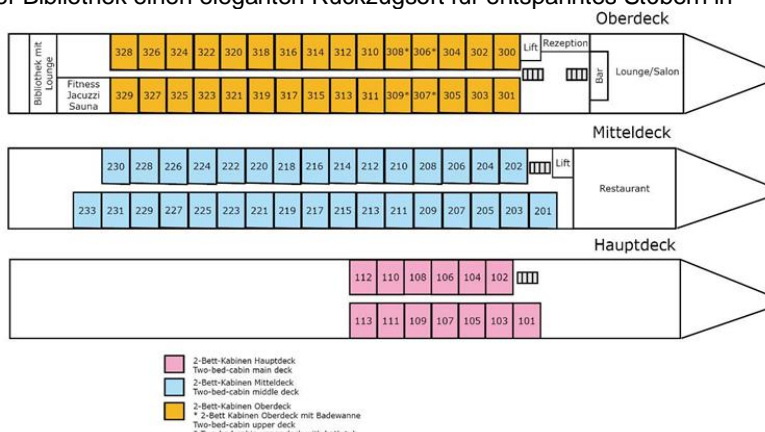 er Bibliothek einen eleganten Rückzugsort für entspanntes Stöbern in
Oberdeck
Bibliothek mit
Lounge
Fitness
Jacuzzi
Sauna
328 326 324 322 320 318 316 314 312 310 308* 306* 304 302 300
Lift
Rezeption
Bar
Lounge/Salon
329 327 325 323 321 319 317 315 313 311 309* 307* 305 303 301
Mitteldeck
230 228 226 224 222 220 218 216 214 212 210 208 206 204 202
Lift
Restaurant
233 231 229 227 225 223 221 219 217 215 213 211 209 207 205 203 201
Hauptdeck
112 110 108 106 104 102
113 111 109 107 105 103 101
2-Bett-Kabinen Hauptdeck
Two-bed-cabin main deck
2-Bett-Kabinen Mitteldeck
Two-bed-cabin middle deck
2-Bett-Kabinen Oberdeck
* 2-Bett Kabinen Oberdeck mit Badewanne
Two-bed-cabin upper deck